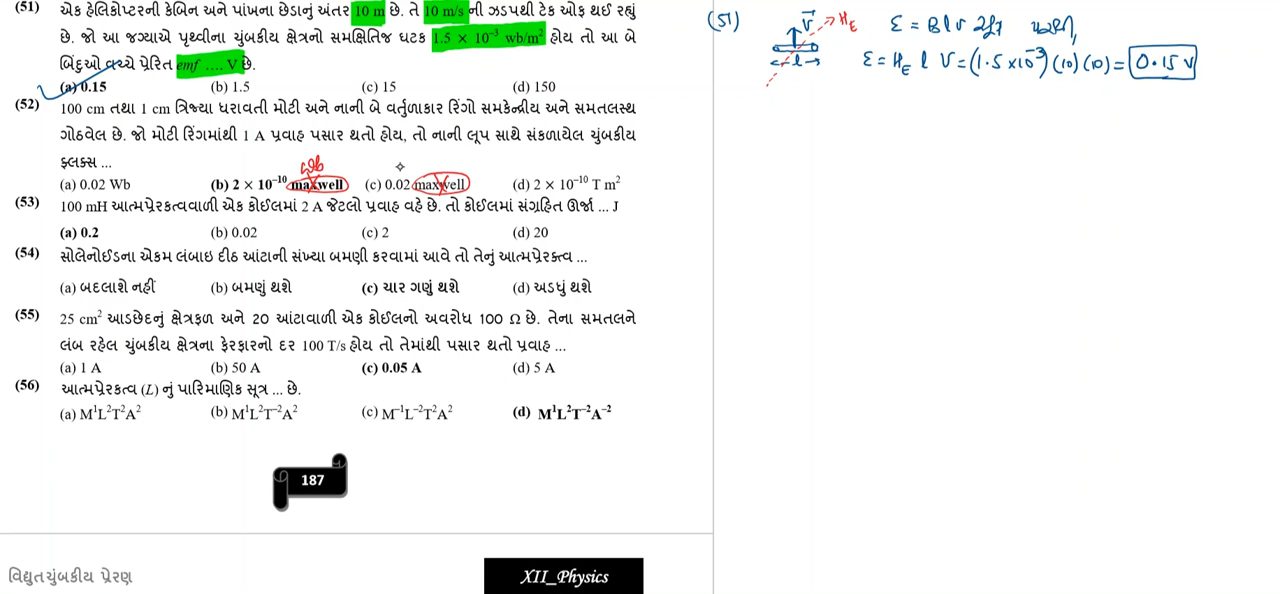 (51) એક હેલિકોપ્ટરની કેબિન અને પાંખના છેડાનું અંતર 10 m છે. તે 10 m/s ની ઝડપથી ટેક ઓફ થઈ રહ્યું
છે. જો આ જગ્યાએ પૃથ્વીના ચુંબકીય ક્ષેત્રનો સમક્ષિતિજ ઘટક 1.5 × 10⁻³ wb/m² હોય તો આ બે
બિંદુઓ વચ્ચે પ્રેરિત emf .... V છે.
(a) 0.15 (b) 1.5 (c) 15 (d) 150
(52) 100 cm તથા 1 cm ત્રિજ્યા ધરાવતી મોટી અને નાની બે વર્તુળાકાર રિંગો સમકેન્દ્રીય અને સમતલસ્થ
ગોઠવેલ છે. જો મોટી રિંગમાંથી 1 A પ્રવાહ પસાર થતો હોય, તો નાની લૂપ સાથે સંકળાયેલ ચુંબકીય
ફ્લક્સ ...
wb
(a) 0.02 Wb (b) 2 × 10⁻¹⁰ maxwell (c) 0.02 maxwell (d) 2 × 10⁻¹⁰ T m²
(53) 100 mH આત્મપ્રેરકત્વવાળી એક કોઈલમાં 2 A જેટલો પ્રવાહ વહે છે. તો કોઈલમાં સંગ્રહિત ઊર્જા ... J
(a) 0.2 (b) 0.02 (c) 2 (d) 20
(54) સોલેનોઈડના એકમ લંબાઇ દીઠ આંટાની સંખ્યા બમણી કરવામાં આવે તો તેનું આત્મપ્રેરક્ત્વ ...
(a) બદલાશે નહીં (b) બમણું થશે (c) ચાર ગણું થશે (d) અડધું થશે
(55) 25 cm² આડછેદનું ક્ષેત્રફળ અને 20 આંટાવાળી એક કોઈલનો અવરોધ 100 Ω છે. તેના સમતલને
લંબ રહેલ ચુંબકીય ક્ષેત્રના ફેરફારનો દર 100 T/s હોય તો તેમાંથી પસાર થતો પ્રવાહ ...
(a) 1 A (b) 50 A (c) 0.05 A (d) 5 A
(56) આત્મપ્રેરકત્વ (L) નું પારિમાણિક સૂત્ર ... છે.
(a) M¹L²T²A² (b) M¹L²T⁻²A² (c) M⁻¹L⁻²T²A² (d) M¹L²T⁻²A⁻²
187
વિદ્યુતચુંબકીય પ્રેરણ
XII_Physics
(51) V H_E
l
ε = B l v
ε = H_E l V = (1.5 × 10⁻³) (10) (10) = 0.15 V